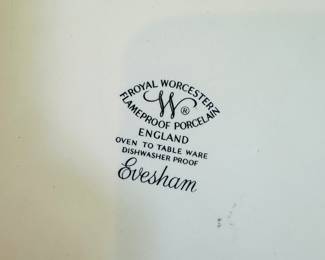 ROYAL WORCESTER
W®
FLAMEPROOF PORCELAIN
ENGLAND
OVEN TO TABLE WARE
DISHWASHER PROOF
Evesham